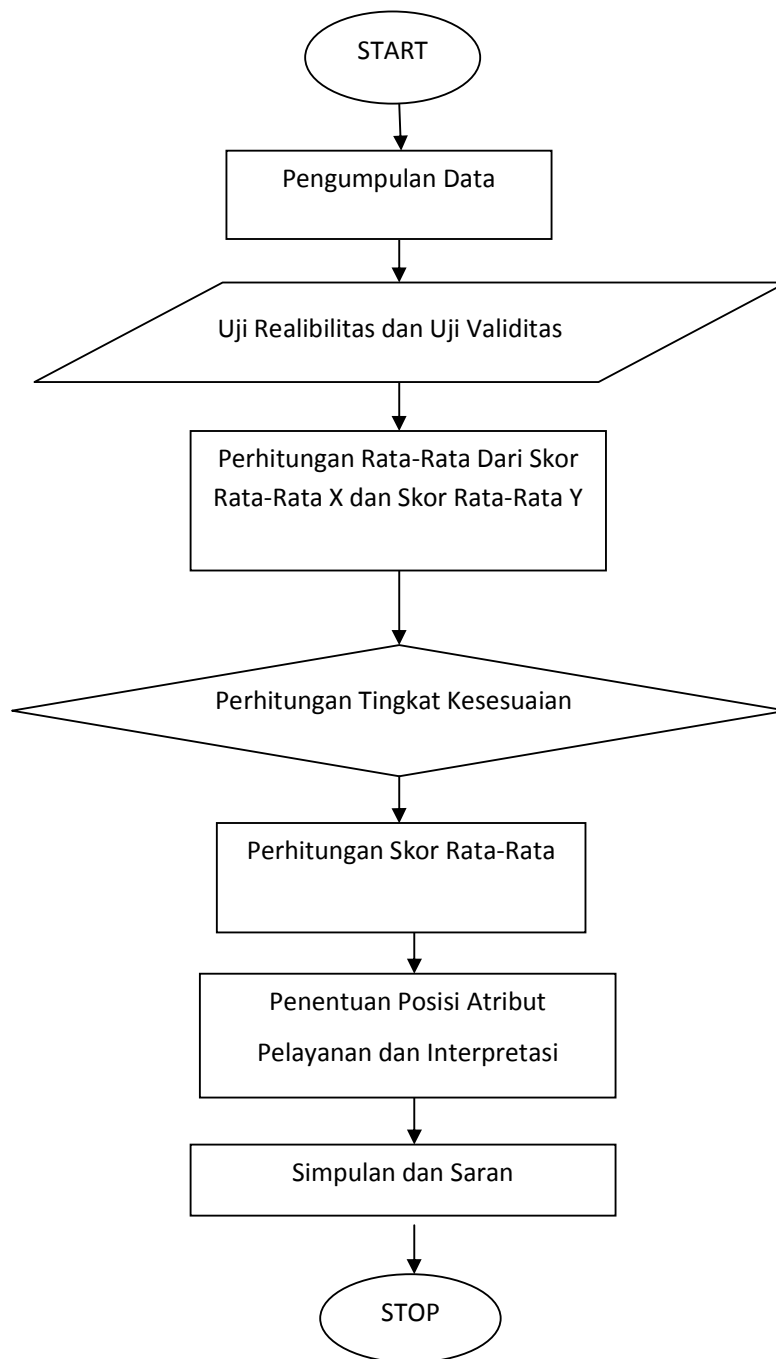 START
Pengumpulan Data
Uji Realibilitas dan Uji Validitas
Perhitungan Rata-Rata Dari Skor
Rata-Rata X dan Skor Rata-Rata Y
Perhitungan Tingkat Kesesuaian
Perhitungan Skor Rata-Rata
Penentuan Posisi Atribut
Pelayanan dan Interpretasi
Simpulan dan Saran
STOP